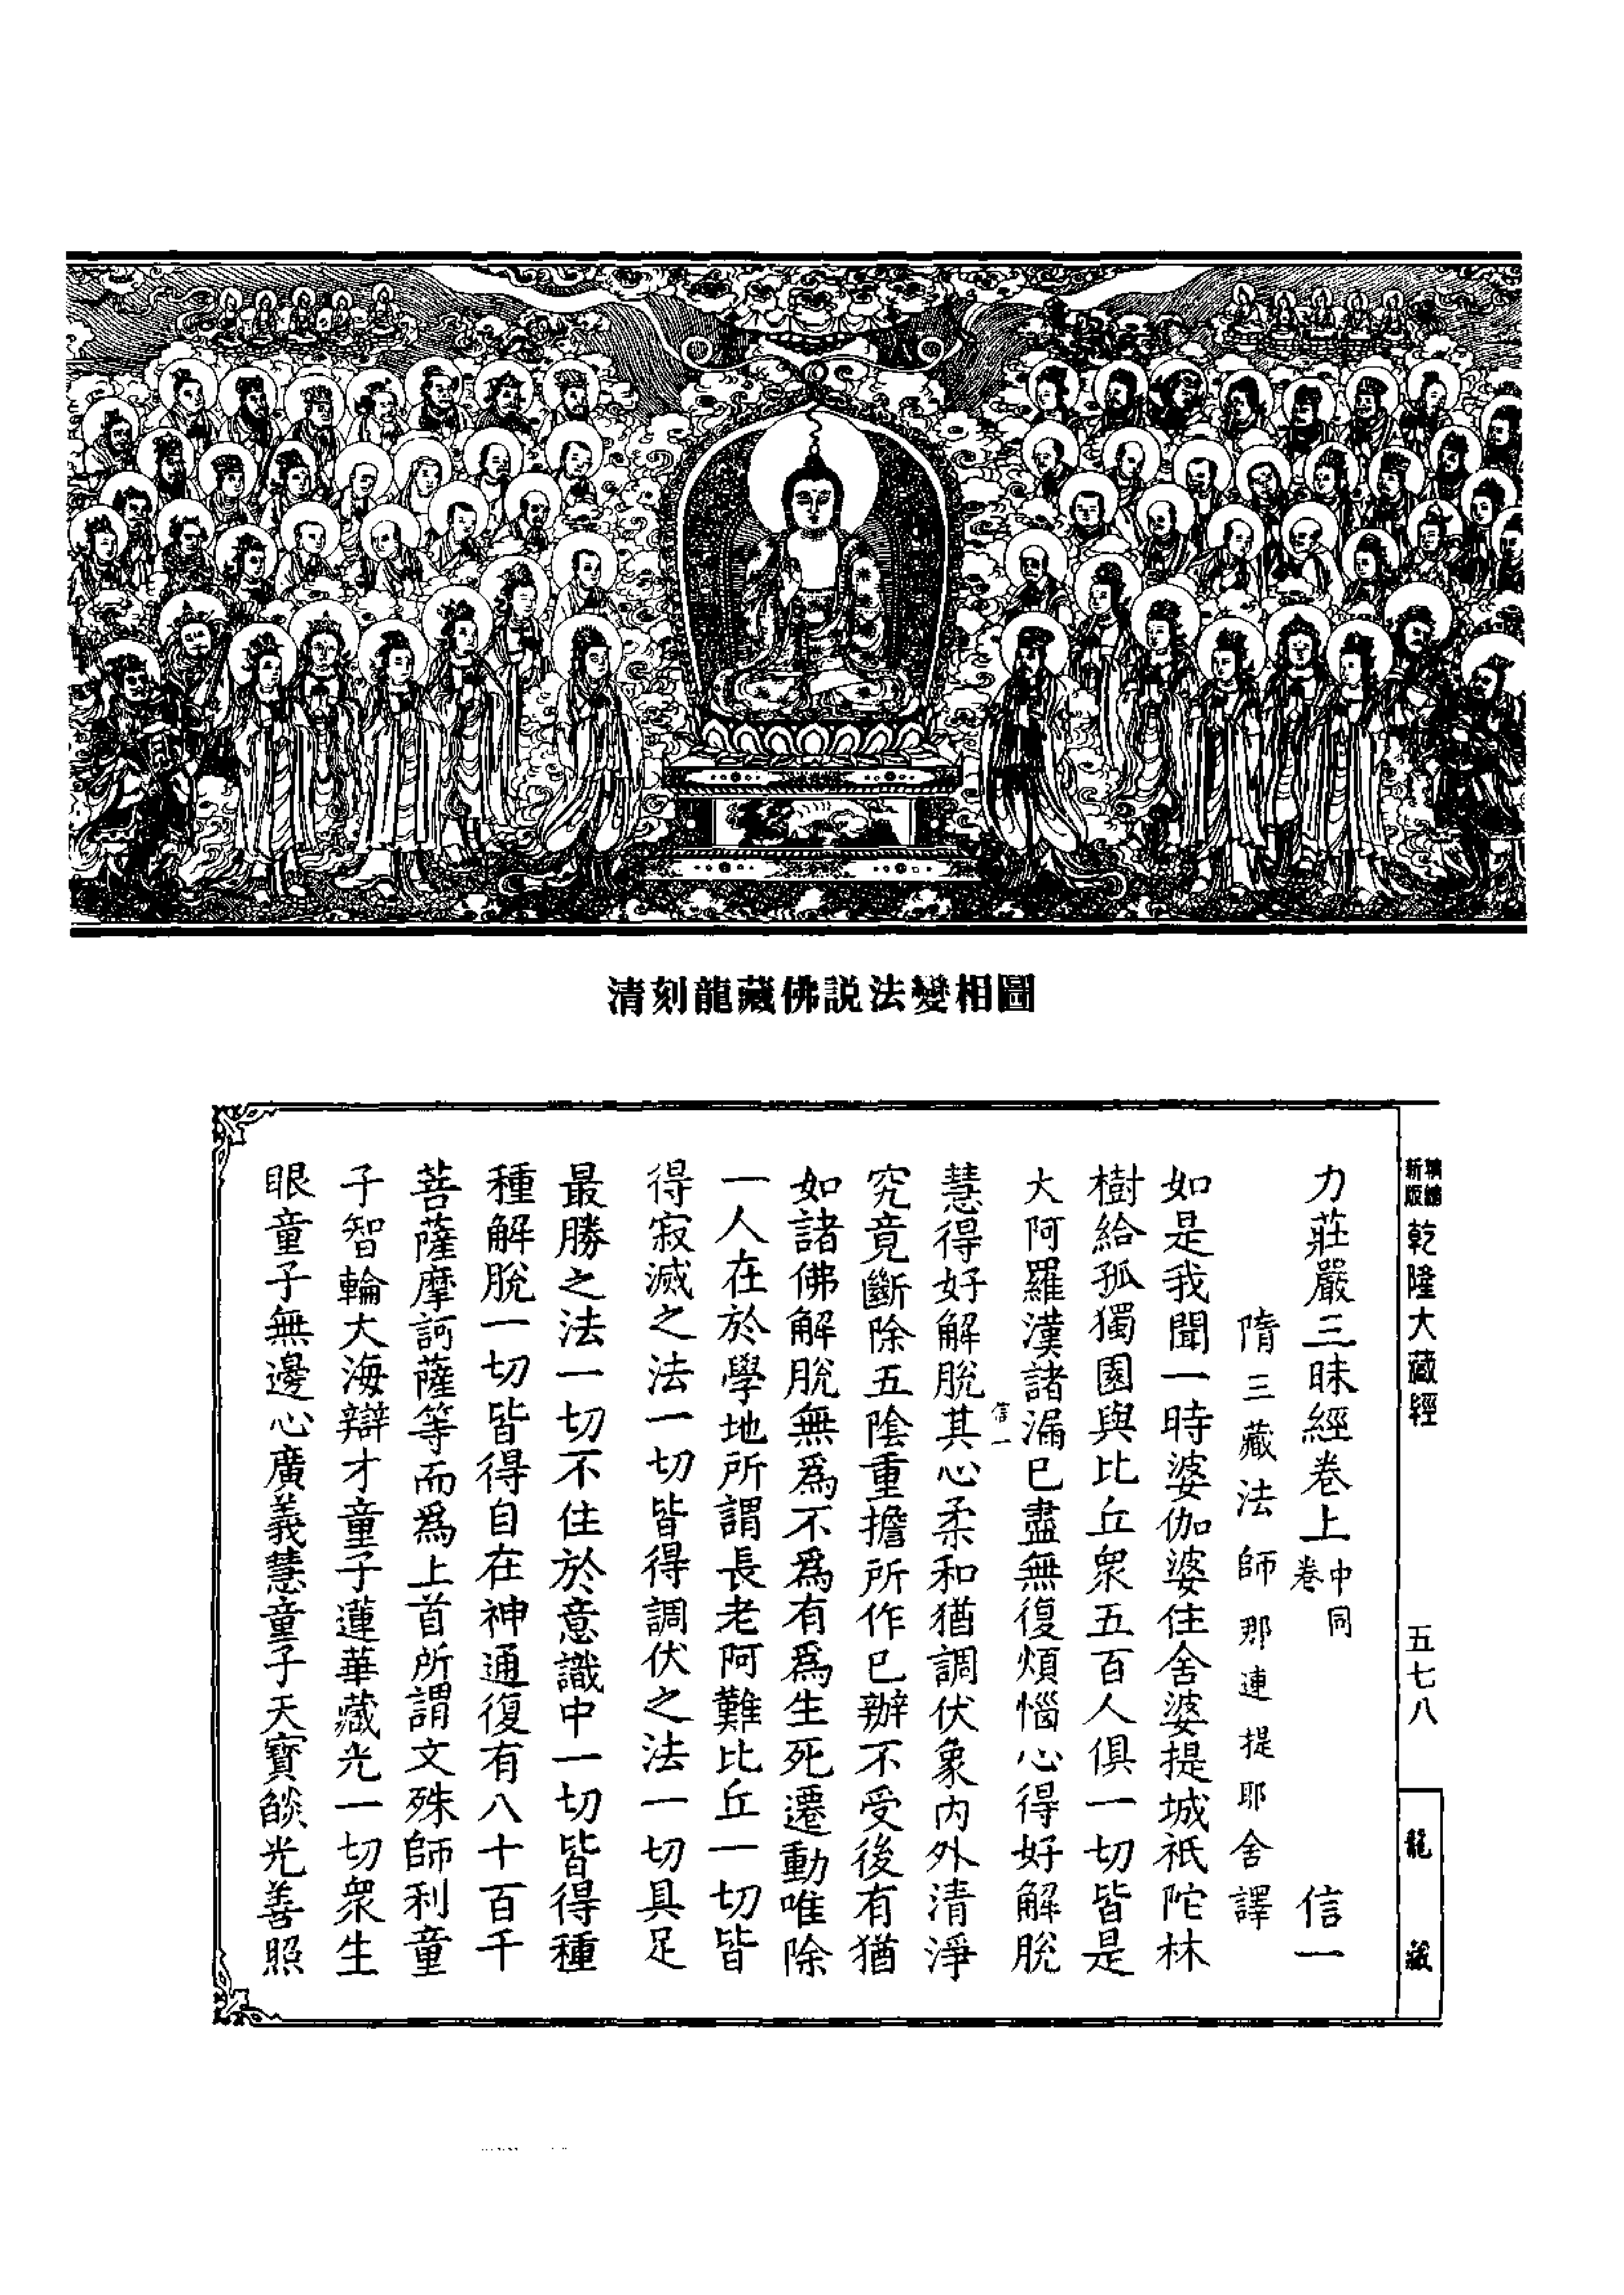 清刻龍藏佛説法變相圖
新版
精縮
乾隆大藏經
五七八
龍藏
力莊嚴三昧經卷上 中同卷 信一
隋三藏法師那連提耶舍譯
如是我聞一時婆伽婆住舍婆提城祇陀林
樹給孤獨園與比丘衆五百人俱一切皆是
大阿羅漢諸漏已盡無復煩惱心得好解脫
信一
慧得好解脫其心柔和猶調伏象内外清淨
究竟斷除五陰重擔所作已辦不受後有猶
如諸佛解脫無爲不爲有爲生死遷動唯除
一人在於學地所謂長老阿難比丘一切皆
得寂滅之法一切皆得調伏之法一切具足
最勝之法一切不住於意識中一切皆得種
種解脫一切皆得自在神通復有八十百千
菩薩摩訶薩等而爲上首所謂文殊師利童
子智輪大海辯才童子蓮華藏光一切衆生
眼童子無邊心廣義慧童子天寳燄光善照